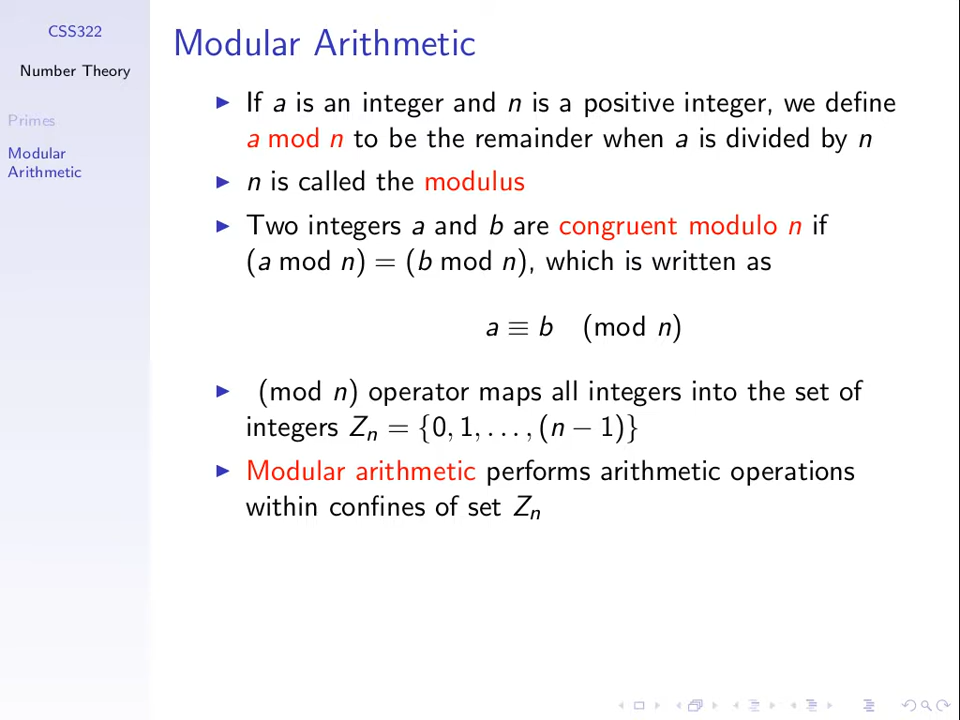 CSS322
Number Theory
Primes
Modular
Arithmetic
Modular Arithmetic
▶ If a is an integer and n is a positive integer, we define
a mod n to be the remainder when a is divided by n
▶ n is called the modulus
▶ Two integers a and b are congruent modulo n if
(a mod n) = (b mod n), which is written as
a ≡ b (mod n)
▶ (mod n) operator maps all integers into the set of
integers Zₙ = {0, 1, . . . , (n − 1)}
▶ Modular arithmetic performs arithmetic operations
within confines of set Zₙ